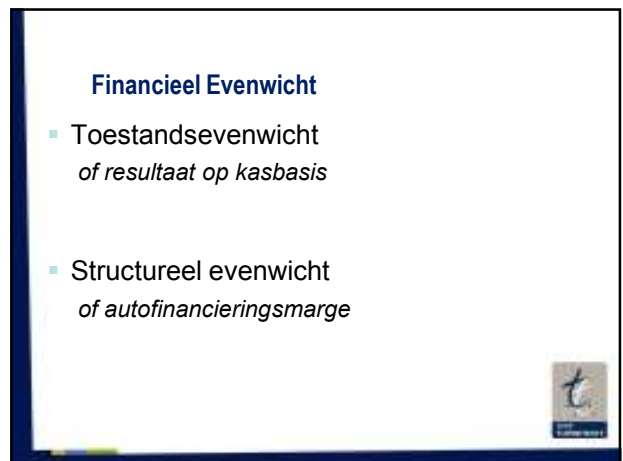 Financieel Evenwicht
Toestandsevenwicht
of resultaat op kasbasis
Structureel evenwicht
of autofinancieringsmarge
t